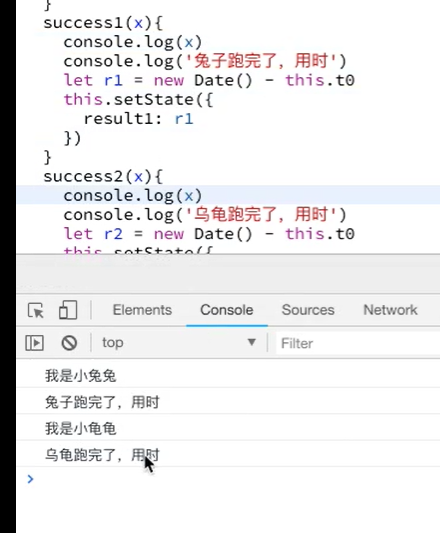 }
success1(x){
console.log(x)
console.log('兔子跑完了，用时')
let r1 = new Date() - this.t0
this.setState({
result1: r1
})
}
success2(x){
console.log(x)
console.log('乌龟跑完了，用时')
let r2 = new Date() - this.t0
this.setState({
Elements Console Sources Network
top ▼ Filter
我是小兔兔
兔子跑完了，用时
我是小龟龟
乌龟跑完了，用时
>